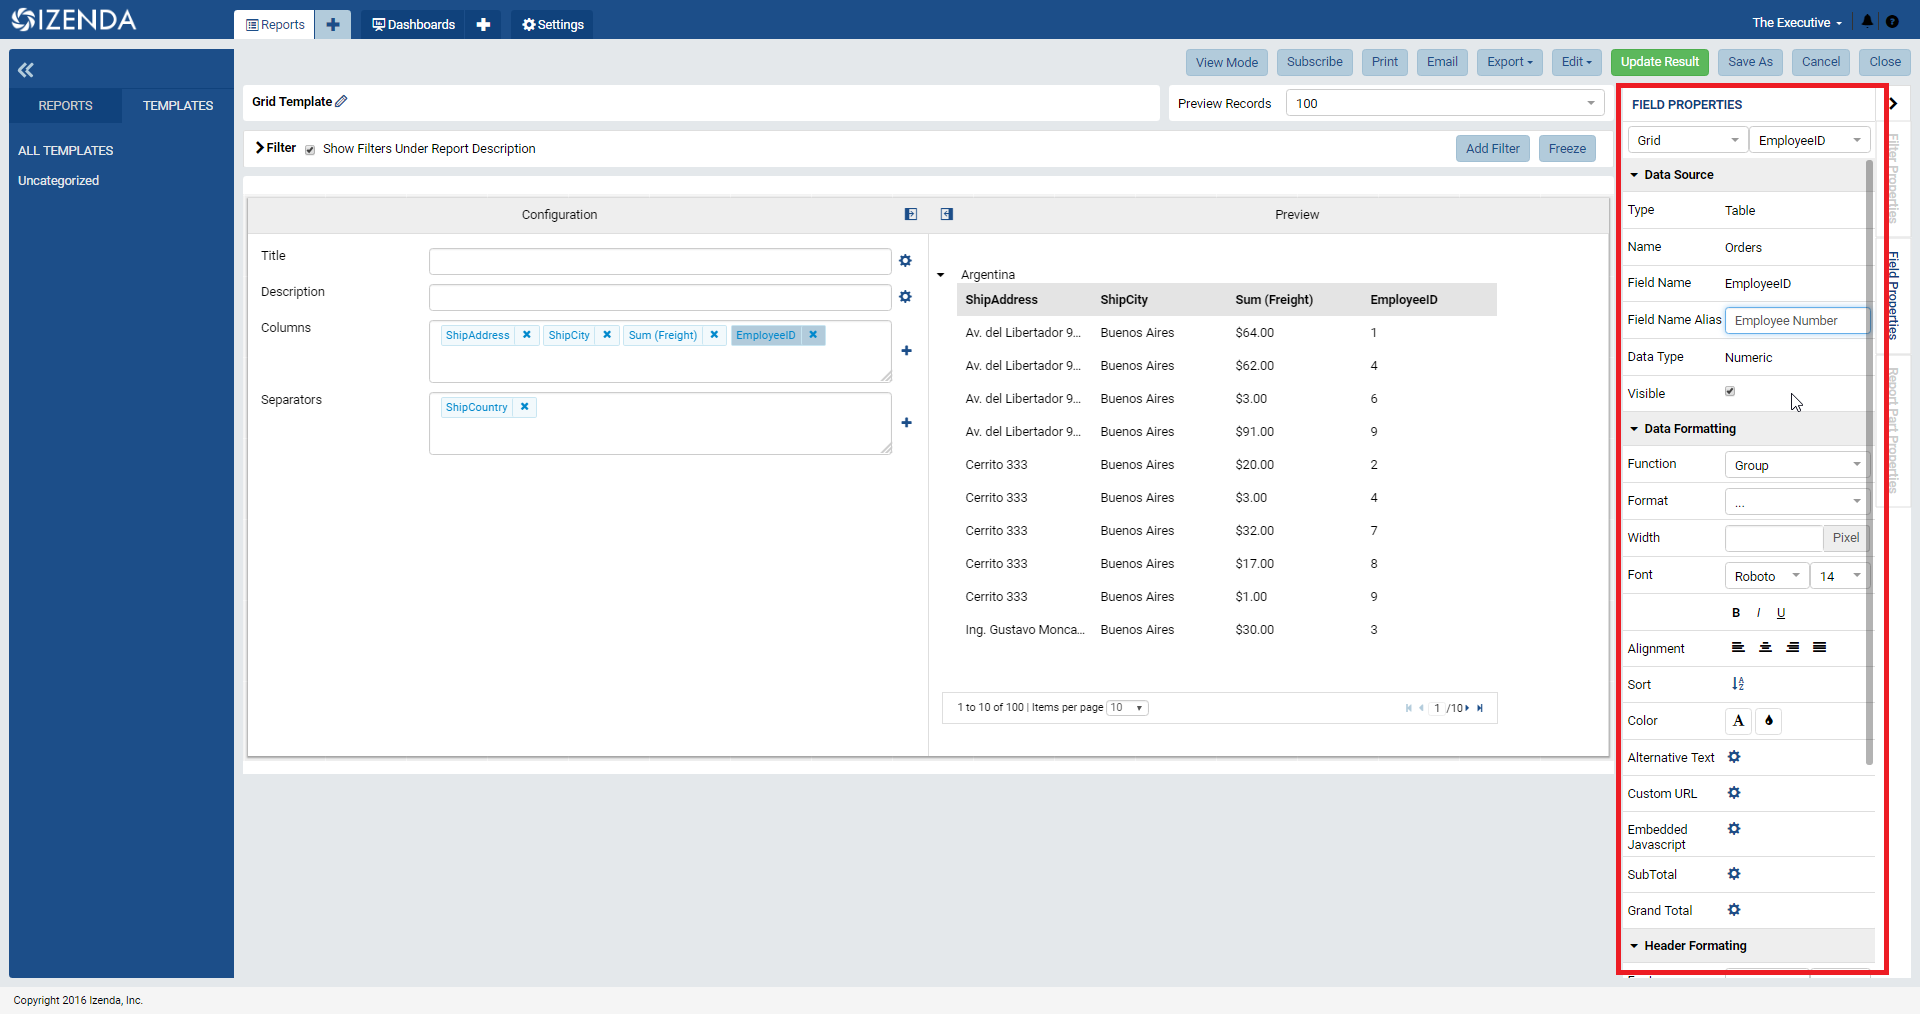 IZENDA
Reports
Dashboards
Settings
The Executive
View Mode
Subscribe
Print
Email
Export
Edit
Update Result
Save As
Cancel
Close
REPORTS
TEMPLATES
ALL TEMPLATES
Uncategorized
Grid Template
Preview Records
100
Filter
Show Filters Under Report Description
Add Filter
Freeze
Configuration
Title
Description
Columns
ShipAddress
ShipCity
Sum (Freight)
EmployeeID
Separators
ShipCountry
Preview
Argentina
ShipAddress ShipCity Sum (Freight) EmployeeID
Av. del Libertador 9... Buenos Aires $64.00 1
Av. del Libertador 9... Buenos Aires $62.00 4
Av. del Libertador 9... Buenos Aires $3.00 6
Av. del Libertador 9... Buenos Aires $91.00 9
Cerrito 333 Buenos Aires $20.00 2
Cerrito 333 Buenos Aires $3.00 4
Cerrito 333 Buenos Aires $32.00 7
Cerrito 333 Buenos Aires $17.00 8
Cerrito 333 Buenos Aires $1.00 9
Ing. Gustavo Monca... Buenos Aires $30.00 3
1 to 10 of 100 | Items per page 10
1 /10
FIELD PROPERTIES
Grid
EmployeeID
Data Source
Type Table
Name Orders
Field Name EmployeeID
Field Name Alias Employee Number
Data Type Numeric
Visible
Data Formatting
Function Group
Format ...
Width Pixel
Font Roboto 14
B I U
Alignment
Sort
Color A
Alternative Text
Custom URL
Embedded
Javascript
SubTotal
Grand Total
Header Formating
Filter Properties
Field Properties
Report Part Properties
Copyright 2016 Izenda, Inc.